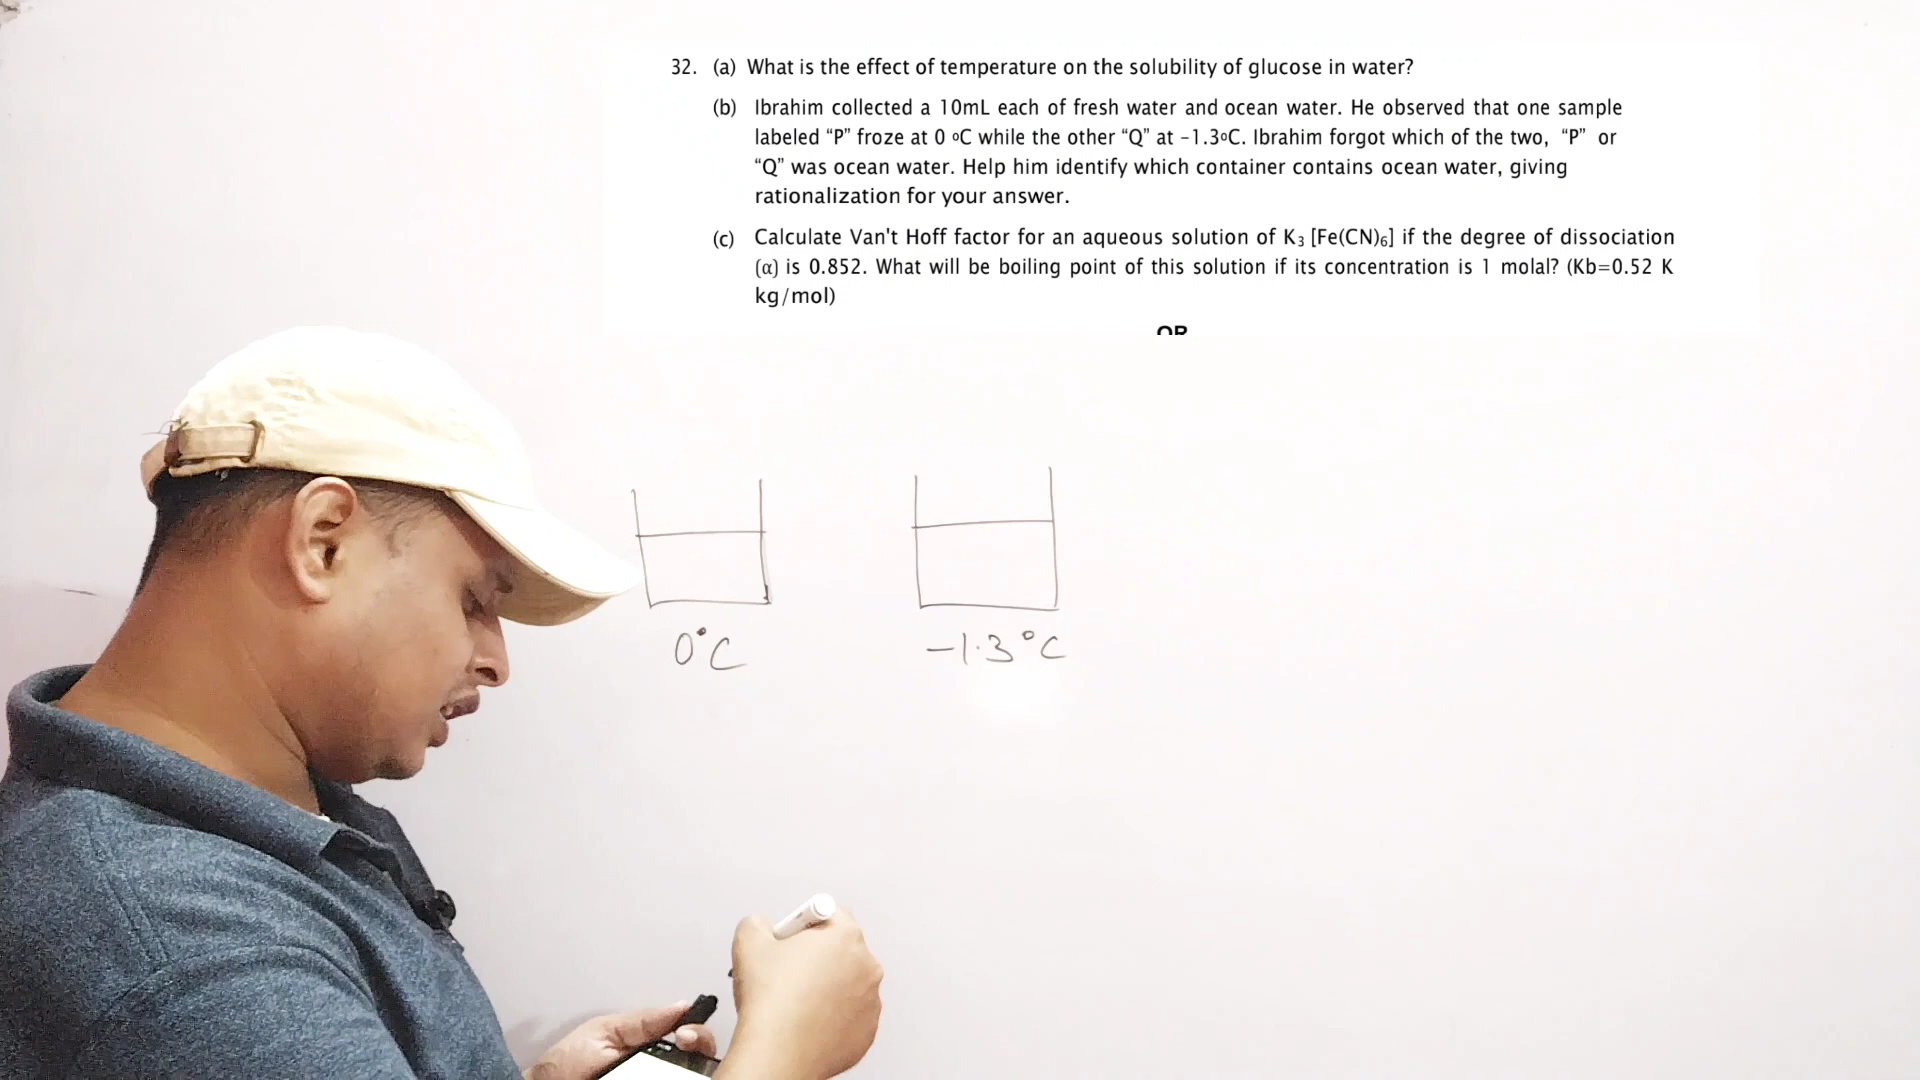 32. (a) What is the effect of temperature on the solubility of glucose in water?
(b) Ibrahim collected a 10mL each of fresh water and ocean water. He observed that one sample
labeled “P” froze at 0 ºC while the other “Q” at −1.3ºC. Ibrahim forgot which of the two, “P” or
“Q” was ocean water. Help him identify which container contains ocean water, giving
rationalization for your answer.
(c) Calculate Van't Hoff factor for an aqueous solution of K₃ [Fe(CN)₆] if the degree of dissociation
(α) is 0.852. What will be boiling point of this solution if its concentration is 1 molal? (Kb=0.52 K
kg/mol)
OR
0°C -1.3°C